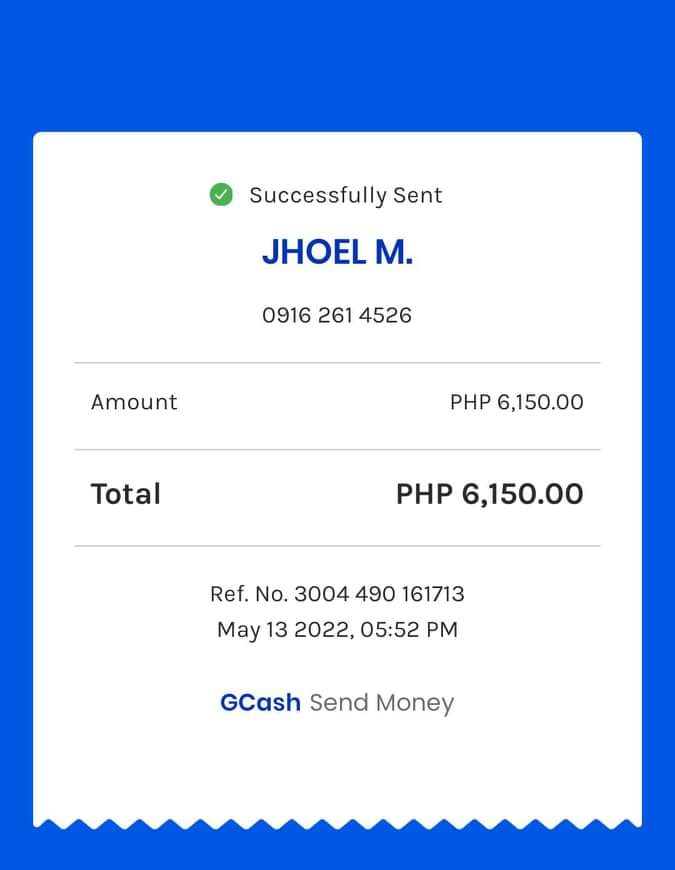 Successfully Sent
JHOEL M.
0916 261 4526
Amount PHP 6,150.00
Total PHP 6,150.00
Ref. No. 3004 490 161713
May 13 2022, 05:52 PM
GCash Send Money